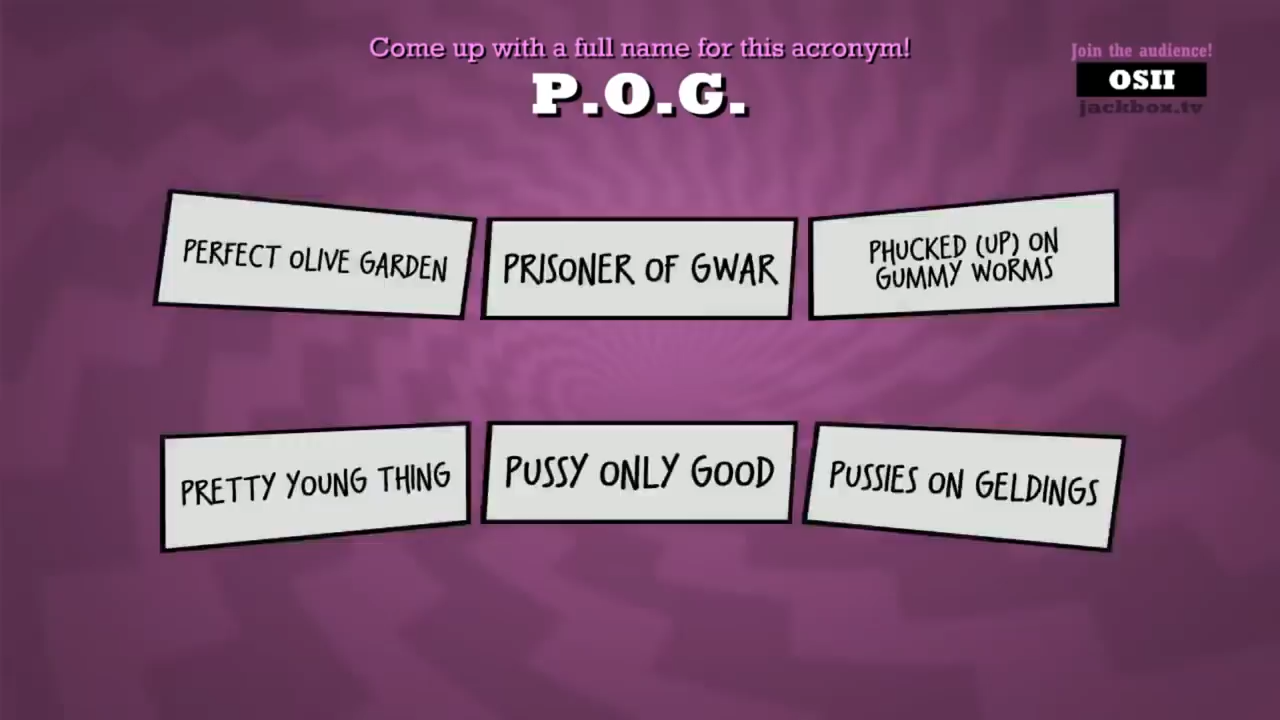 Come up with a full name for this acronym!
P.O.G.
Join the audience!
OSII
jackbox.tv
PERFECT OLIVE GARDEN
PRISONER OF GWAR
PHUCKED (UP) ON
GUMMY WORMS
PRETTY YOUNG THING
PUSSY ONLY GOOD
PUSSIES ON GELDINGS